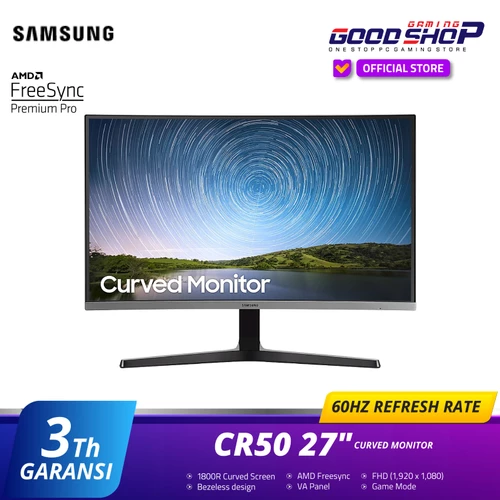 SAMSUNG
GAMING
GOODSHOP
ONE STOP PC GAMING STORE
OFFICIAL STORE
AMD
FreeSync
Premium Pro
Curved Monitor
SAMSUNG
60HZ REFRESH RATE
3Th
GARANSI
CR50 27" CURVED MONITOR
• 1800R Curved Screen • AMD Freesync • FHD (1,920 x 1,080)
• Bezeless design • VA Panel • Game Mode